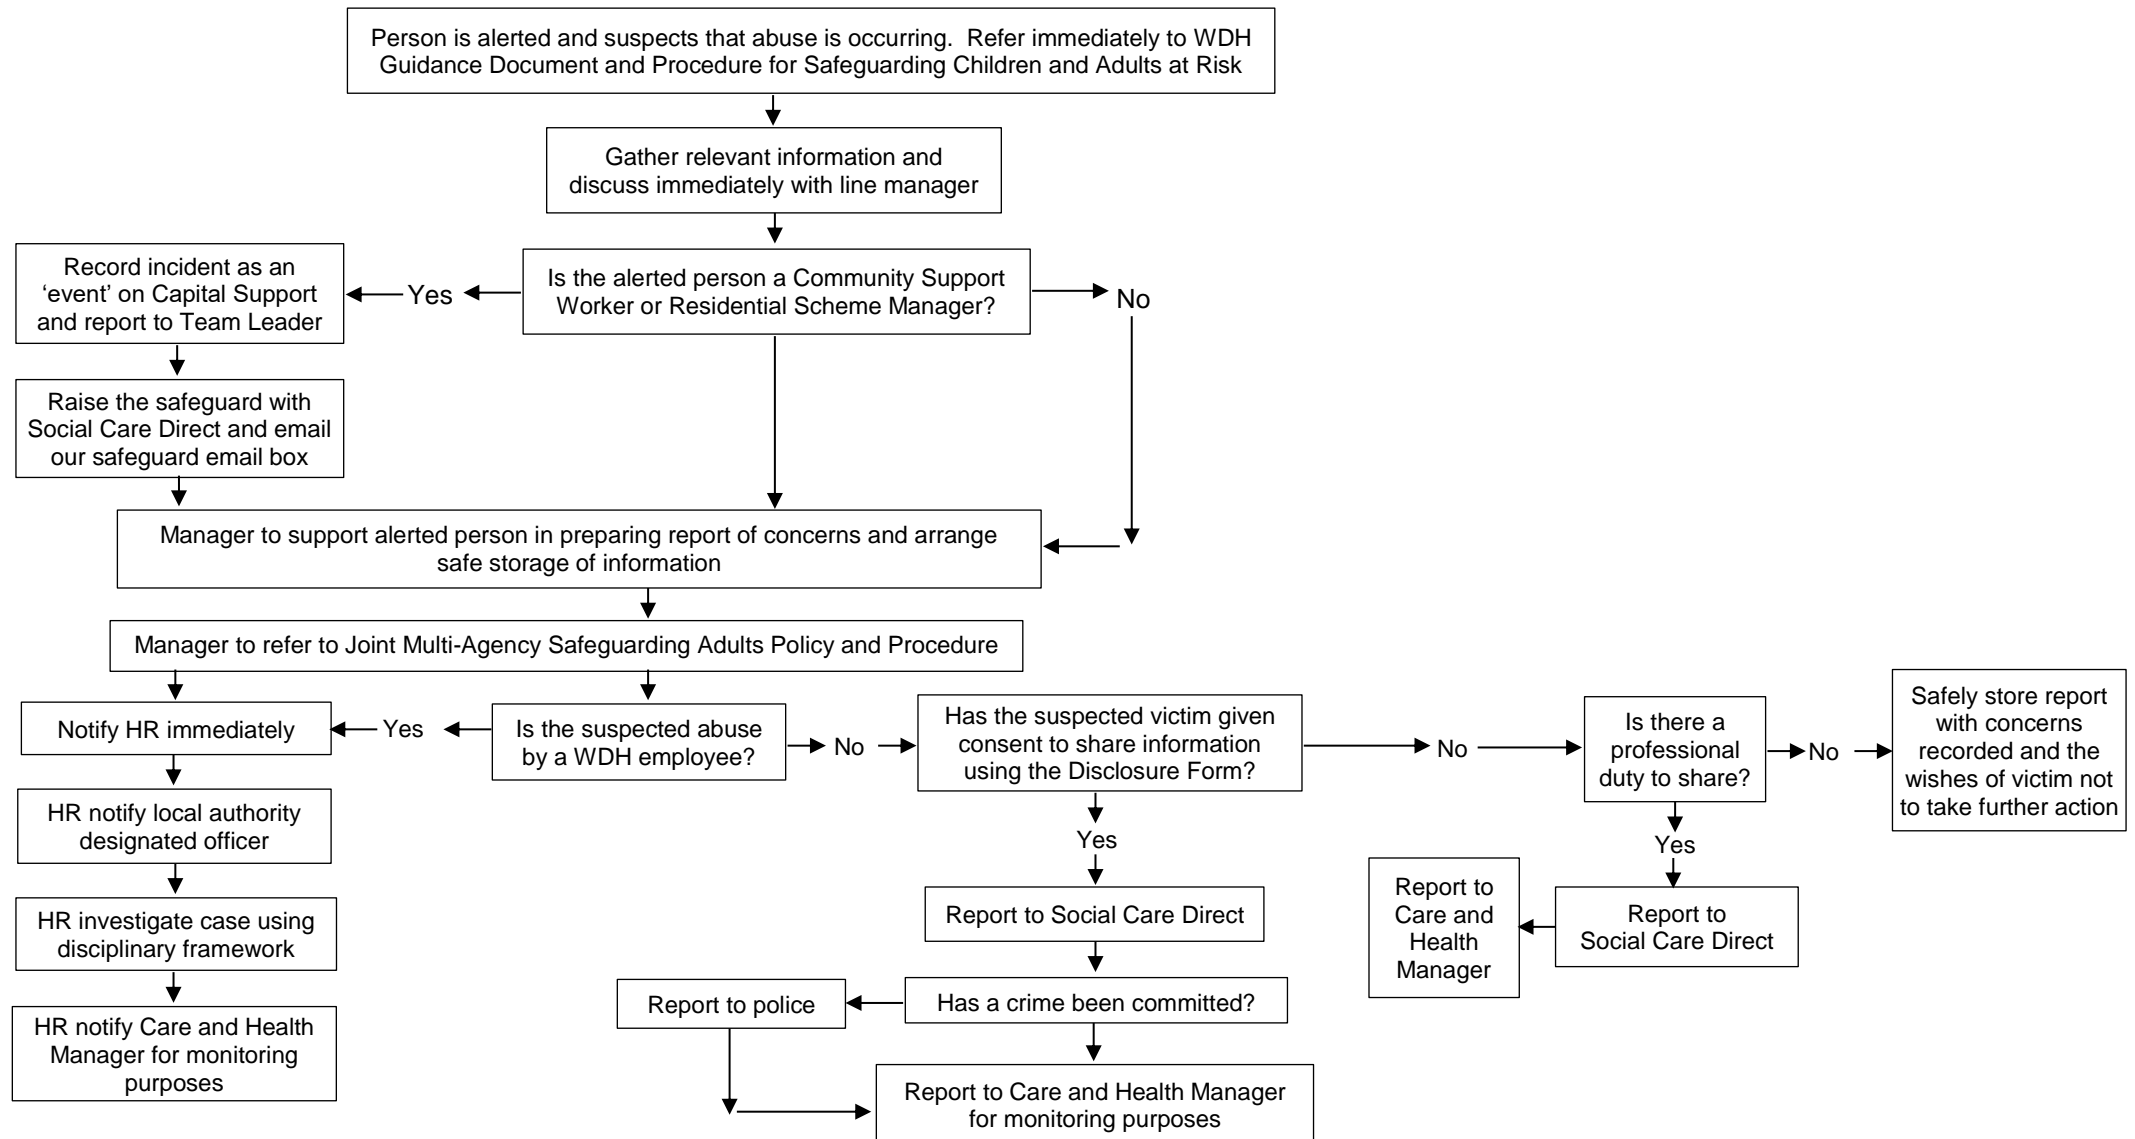 Person is alerted and suspects that abuse is occurring.  Refer immediately to WDH
Guidance Document and Procedure for Safeguarding Children and Adults at Risk
Gather relevant information and
discuss immediately with line manager
Is the alerted person a Community Support
Worker or Residential Scheme Manager?
Yes
No
Record incident as an
‘event’ on Capital Support
and report to Team Leader
Raise the safeguard with
Social Care Direct and email
our safeguard email box
Manager to support alerted person in preparing report of concerns and arrange
safe storage of information
Manager to refer to Joint Multi-Agency Safeguarding Adults Policy and Procedure
Is the suspected abuse
by a WDH employee?
Yes
Notify HR immediately
HR notify local authority
designated officer
HR investigate case using
disciplinary framework
HR notify Care and Health
Manager for monitoring
purposes
No
Has the suspected victim given
consent to share information
using the Disclosure Form?
Yes
Report to Social Care Direct
Has a crime been committed?
Report to police
Report to Care and Health Manager
for monitoring purposes
No
Is there a
professional
duty to share?
Yes
Report to
Social Care Direct
Report to
Care and
Health
Manager
No
Safely store report
with concerns
recorded and the
wishes of victim not
to take further action